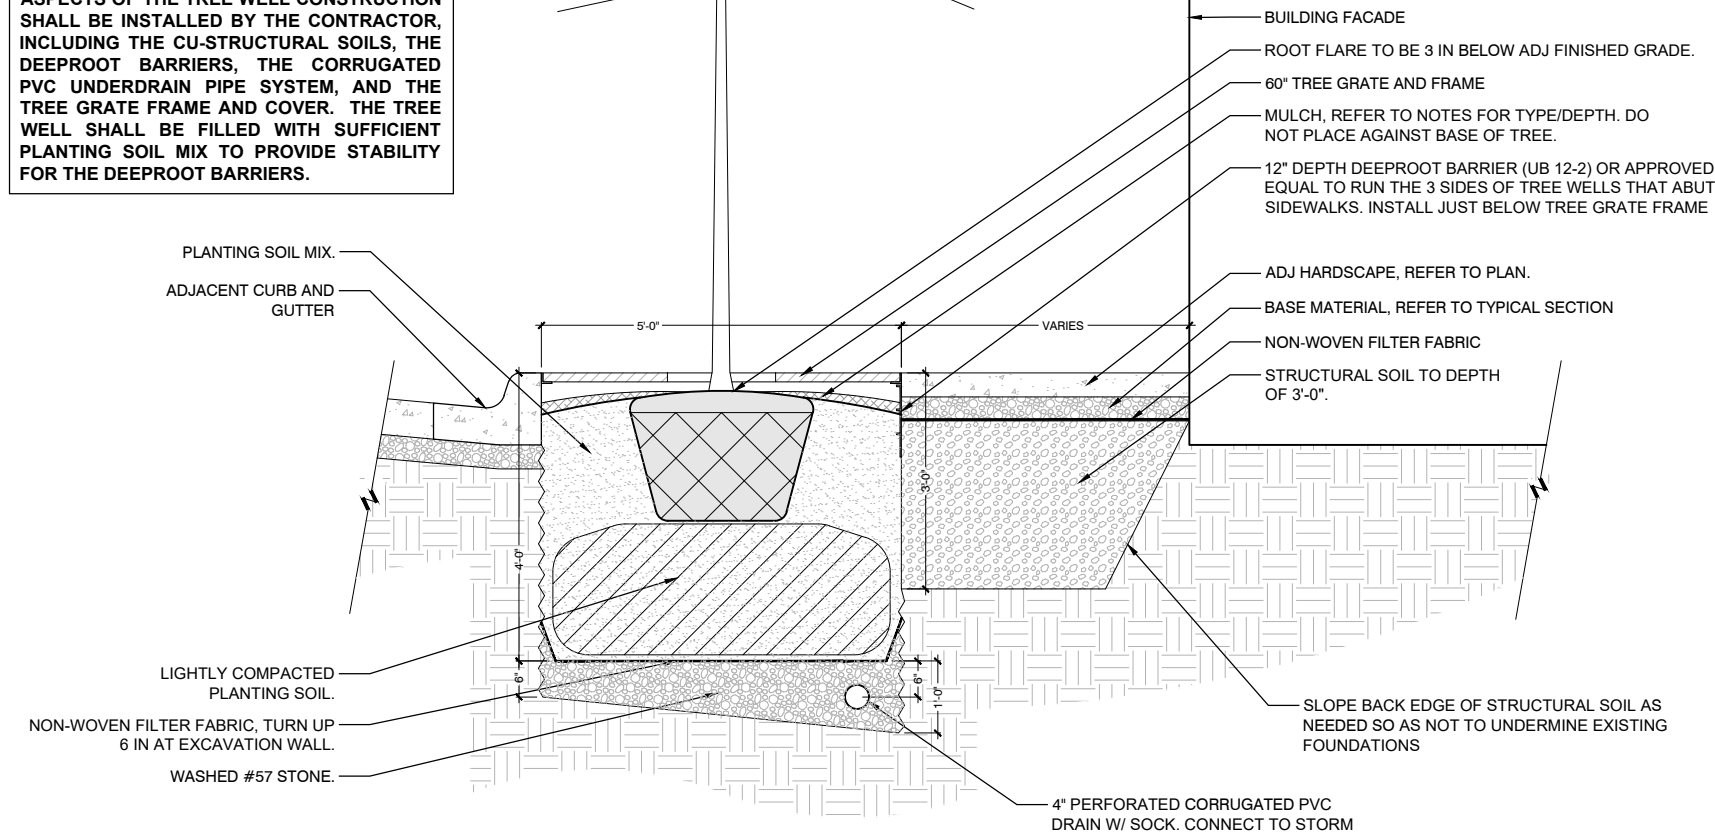 ASPECTS OF THE TREE WELL CONSTRUCTION
SHALL BE INSTALLED BY THE CONTRACTOR,
INCLUDING THE CU-STRUCTURAL SOILS, THE
DEEPROOT BARRIERS, THE CORRUGATED
PVC UNDERDRAIN PIPE SYSTEM, AND THE
TREE GRATE FRAME AND COVER. THE TREE
WELL SHALL BE FILLED WITH SUFFICIENT
PLANTING SOIL MIX TO PROVIDE STABILITY
FOR THE DEEPROOT BARRIERS.
BUILDING FACADE
ROOT FLARE TO BE 3 IN BELOW ADJ FINISHED GRADE.
60" TREE GRATE AND FRAME
MULCH, REFER TO NOTES FOR TYPE/DEPTH. DO
NOT PLACE AGAINST BASE OF TREE.
12" DEPTH DEEPROOT BARRIER (UB 12-2) OR APPROVED
EQUAL TO RUN THE 3 SIDES OF TREE WELLS THAT ABUT
SIDEWALKS. INSTALL JUST BELOW TREE GRATE FRAME
PLANTING SOIL MIX.
ADJACENT CURB AND
GUTTER
ADJ HARDSCAPE, REFER TO PLAN.
BASE MATERIAL, REFER TO TYPICAL SECTION
NON-WOVEN FILTER FABRIC
STRUCTURAL SOIL TO DEPTH
OF 3'-0".
5'-0"
VARIES
3'-0"
4'-0"
6"
6"
1'-0"
LIGHTLY COMPACTED
PLANTING SOIL.
NON-WOVEN FILTER FABRIC, TURN UP
6 IN AT EXCAVATION WALL.
WASHED #57 STONE.
SLOPE BACK EDGE OF STRUCTURAL SOIL AS
NEEDED SO AS NOT TO UNDERMINE EXISTING
FOUNDATIONS
4" PERFORATED CORRUGATED PVC
DRAIN W/ SOCK. CONNECT TO STORM